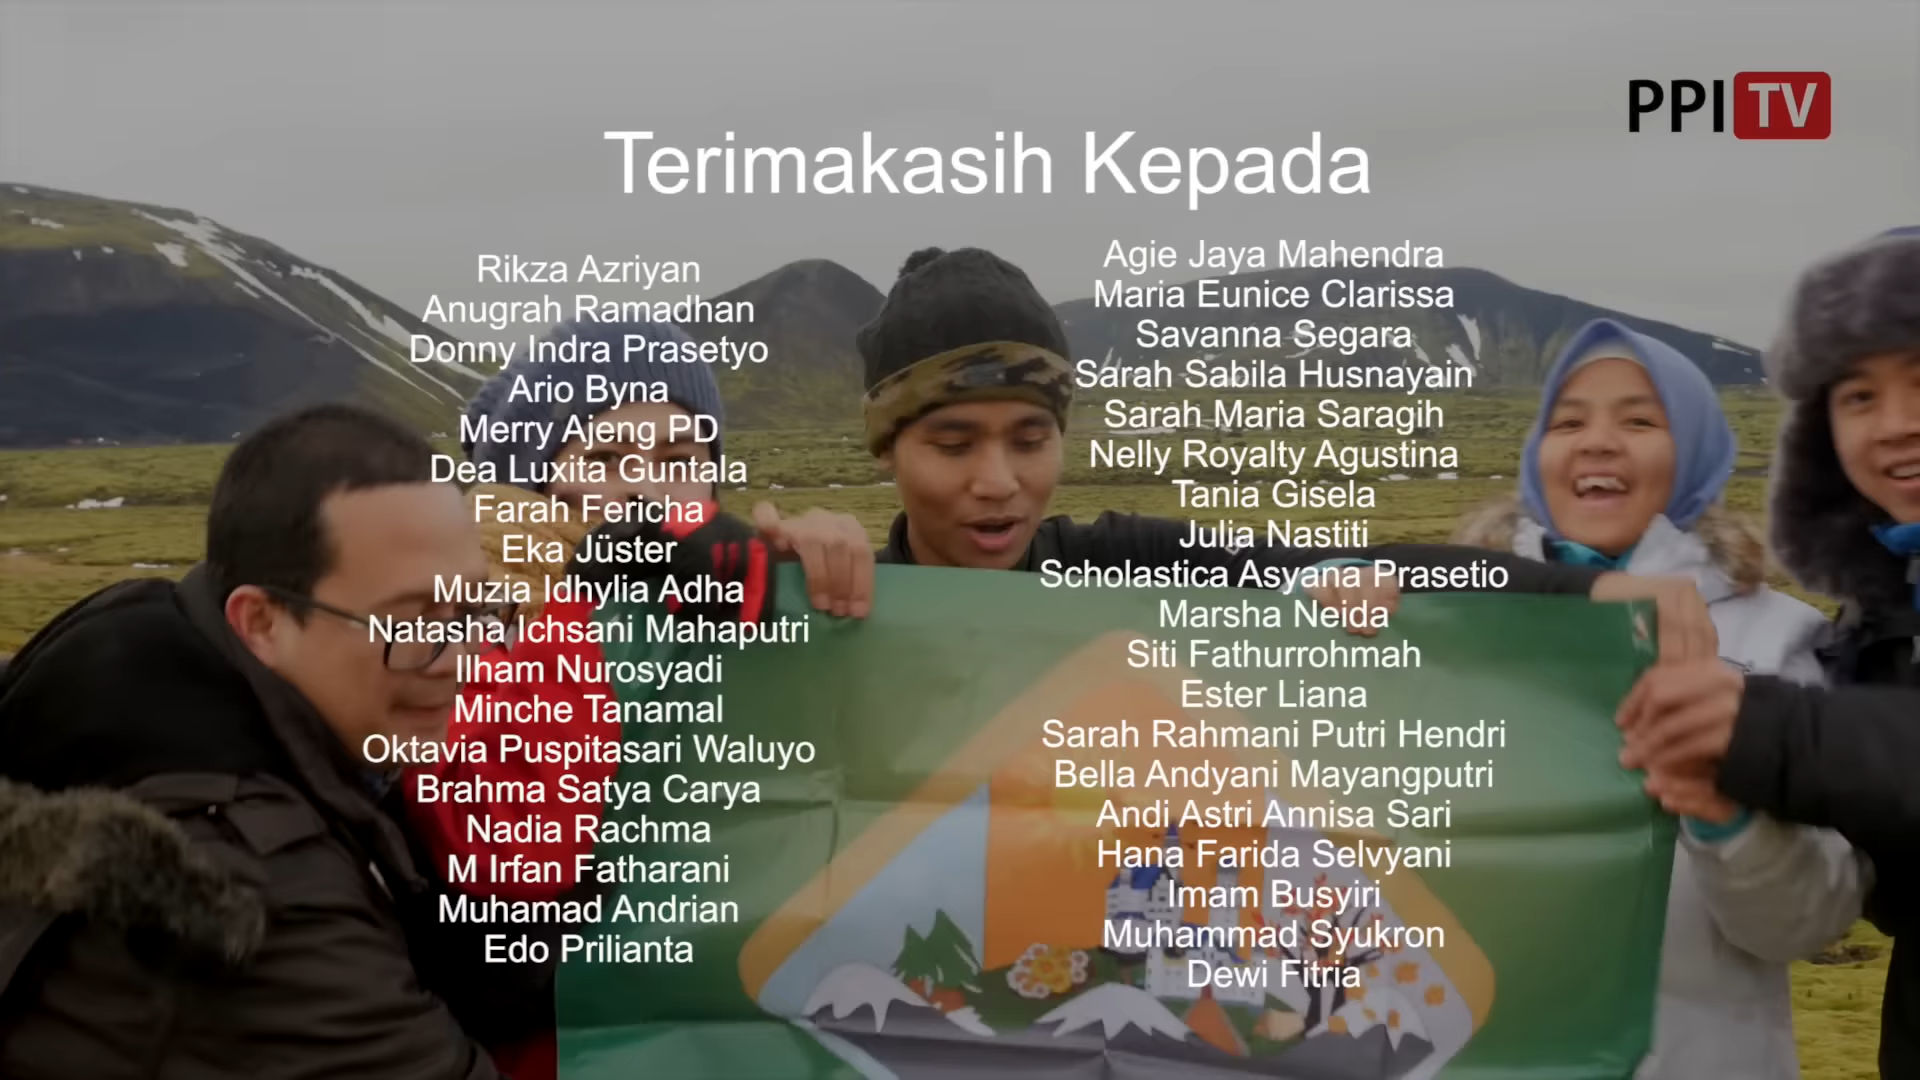 PPI TV
Terimakasih Kepada
Rikza Azriyan
Anugrah Ramadhan
Donny Indra Prasetyo
Ario Byna
Merry Ajeng PD
Dea Luxita Guntala
Farah Fericha
Eka Jüster
Muzia Idhylia Adha
Natasha Ichsani Mahaputri
Ilham Nurosyadi
Minche Tanamal
Oktavia Puspitasari Waluyo
Brahma Satya Carya
Nadia Rachma
M Irfan Fatharani
Muhamad Andrian
Edo Prilianta
Agie Jaya Mahendra
Maria Eunice Clarissa
Savanna Segara
Sarah Sabila Husnayain
Sarah Maria Saragih
Nelly Royalty Agustina
Tania Gisela
Julia Nastiti
Scholastica Asyana Prasetio
Marsha Neida
Siti Fathurrohmah
Ester Liana
Sarah Rahmani Putri Hendri
Bella Andyani Mayangputri
Andi Astri Annisa Sari
Hana Farida Selvyani
Imam Busyiri
Muhammad Syukron
Dewi Fitria